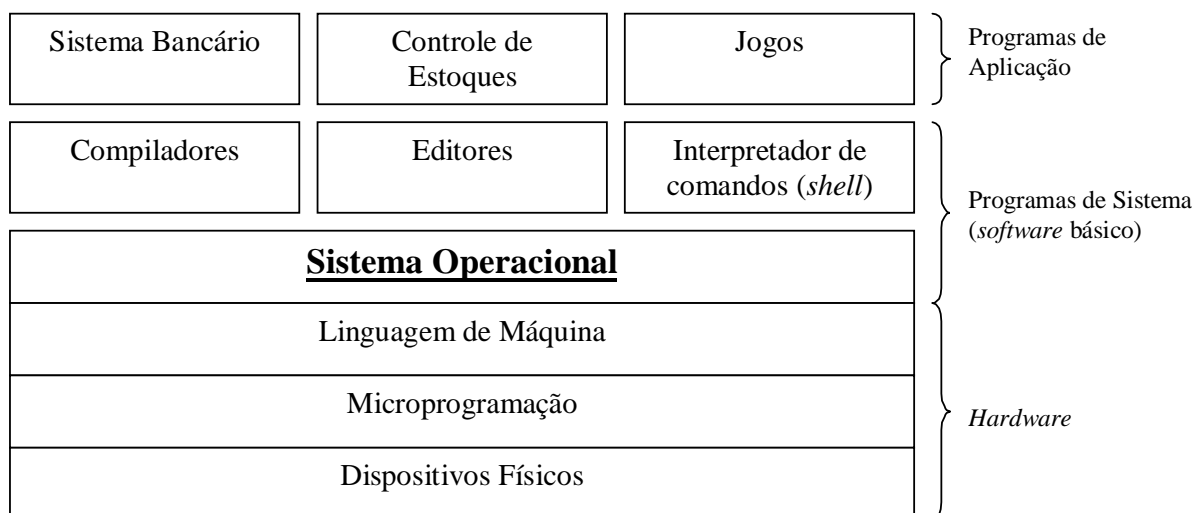 Sistema Bancário
Controle de
Estoques
Jogos
Programas de
Aplicação
Compiladores
Editores
Interpretador de
comandos (shell)
Programas de Sistema
(software básico)
Sistema Operacional
Linguagem de Máquina
Microprogramação
Hardware
Dispositivos Físicos